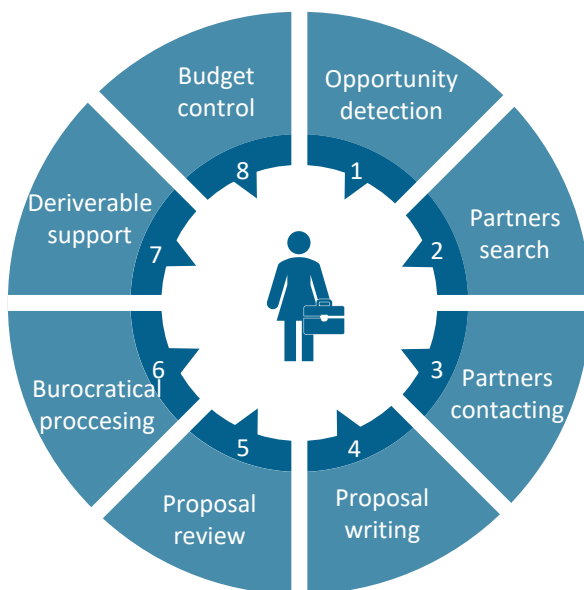 1
Opportunity
detection
2
Partners
search
3
Partners
contacting
4
Proposal
writing
5
Proposal
review
6
Burocratical
proccesing
7
Deriverable
support
8
Budget
control